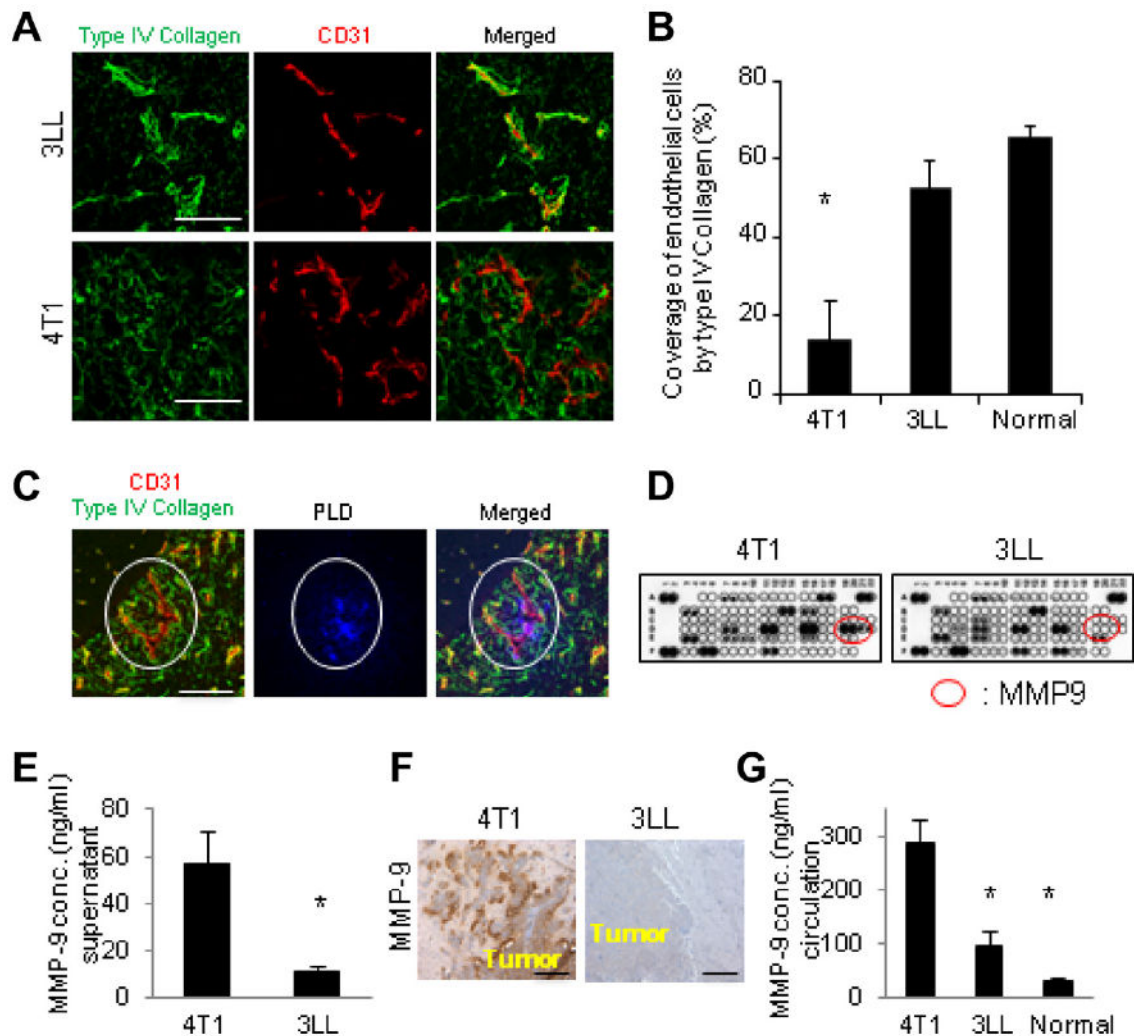 A
Type IV Collagen CD31 Merged
3LL
4T1
B
Coverage of endothelial cells
by type IV Collagen (%)
80
60
40
20
0
*
4T1 3LL Normal
C
CD31
Type IV Collagen PLD Merged
D
4T1 3LL
: MMP9
E
MMP-9 conc. (ng/ml)
supernatant
80
60
40
20
0
*
4T1 3LL
F
4T1 3LL
MMP-9
Tumor Tumor
G
MMP-9 conc. (ng/ml)
circulation
300
200
100
0
* *
4T1 3LL Normal